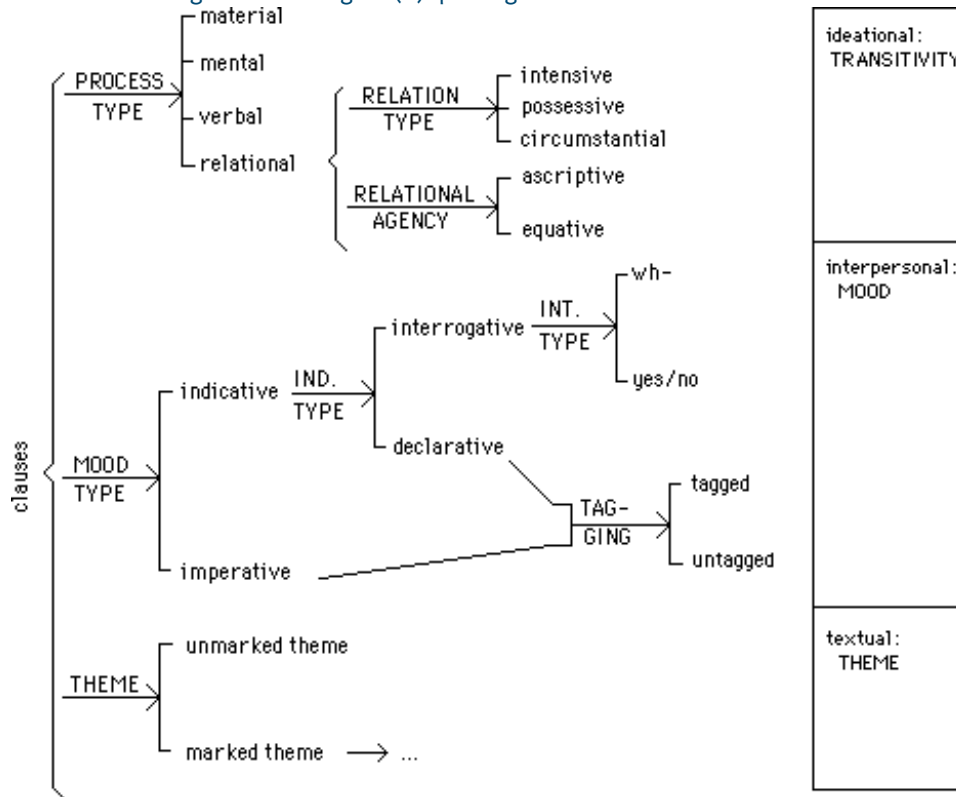 material
mental
PROCESS
TYPE
verbal
relational
RELATION
TYPE
intensive
possessive
circumstantial
RELATIONAL
AGENCY
ascriptive
equative
clauses
MOOD
TYPE
indicative
IND.
TYPE
interrogative
INT.
TYPE
wh-
yes/no
declarative
imperative
TAG-
GING
tagged
untagged
THEME
unmarked theme
marked theme
...
ideational:
TRANSITIVITY
interpersonal:
MOOD
textual:
THEME